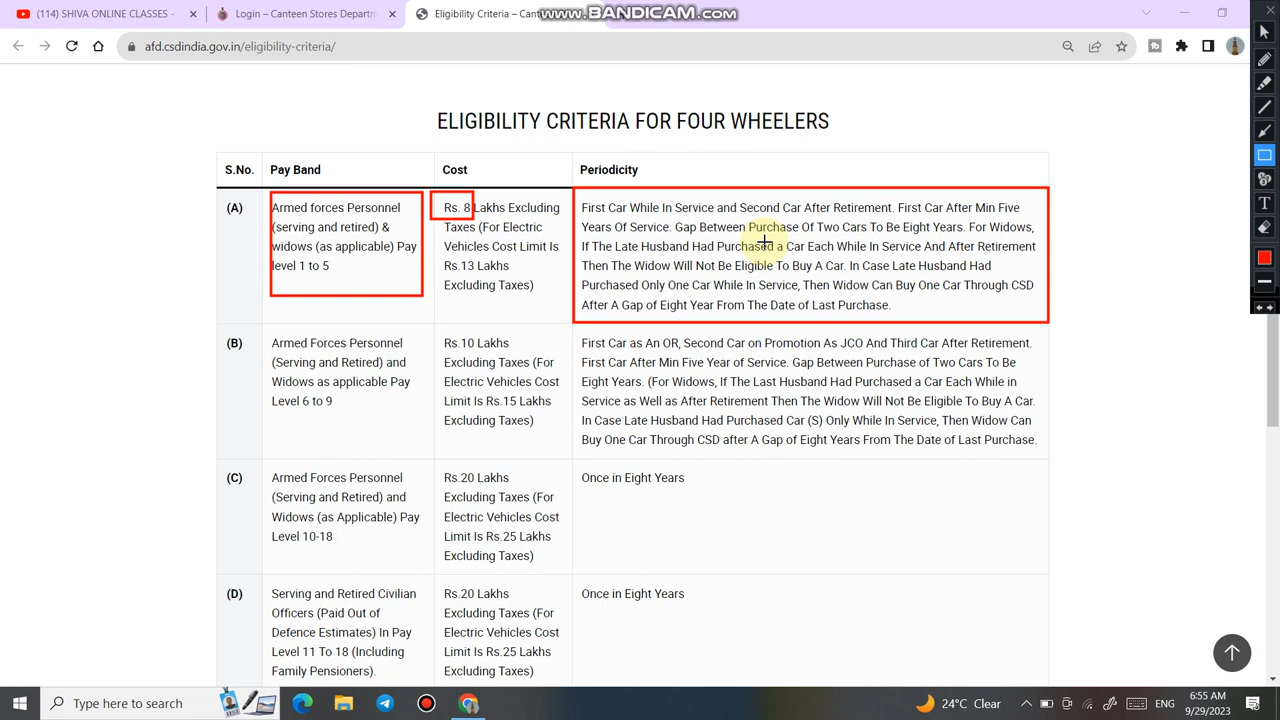 (114) SHIVA ONLINE CLASSES -
Login – Canteen Stores Departm
Eligibility Criteria – Cant
www.BANDICAM.com
afd.csdindia.gov.in/eligibility-criteria/
ELIGIBILITY CRITERIA FOR FOUR WHEELERS
S.No.
Pay Band
Cost
Periodicity
(A)
Armed forces Personnel
(serving and retired) &
widows (as applicable) Pay
level 1 to 5
Rs. 8 Lakhs Excluding
Taxes (For Electric
Vehicles Cost Limit Is
Rs.13 Lakhs
Excluding Taxes)
First Car While In Service and Second Car After Retirement. First Car After Min Five
Years Of Service. Gap Between Purchase Of Two Cars To Be Eight Years. For Widows,
If The Late Husband Had Purchased a Car Each While In Service And After Retirement
Then The Widow Will Not Be Eligible To Buy A Car. In Case Late Husband Had
Purchased Only One Car While In Service, Then Widow Can Buy One Car Through CSD
After A Gap of Eight Year From The Date of Last Purchase.
(B)
Armed Forces Personnel
(Serving and Retired) and
Widows as applicable Pay
Level 6 to 9
Rs.10 Lakhs
Excluding Taxes (For
Electric Vehicles Cost
Limit Is Rs.15 Lakhs
Excluding Taxes)
First Car as An OR, Second Car on Promotion As JCO And Third Car After Retirement.
First Car After Min Five Year of Service. Gap Between Purchase of Two Cars To Be
Eight Years. (For Widows, If The Last Husband Had Purchased a Car Each While in
Service as Well as After Retirement Then The Widow Will Not Be Eligible To Buy A Car.
In Case Late Husband Had Purchased Car (S) Only While In Service, Then Widow Can
Buy One Car Through CSD after A Gap of Eight Years From The Date of Last Purchase.
(C)
Armed Forces Personnel
(Serving and Retired) and
Widows (as Applicable) Pay
Level 10-18
Rs.20 Lakhs
Excluding Taxes (For
Electric Vehicles Cost
Limit Is Rs.25 Lakhs
Excluding Taxes)
Once in Eight Years
(D)
Serving and Retired Civilian
Officers (Paid Out of
Defence Estimates) In Pay
Level 11 To 18 (Including
Family Pensioners).
Rs.20 Lakhs
Excluding Taxes (For
Electric Vehicles Cost
Limit Is Rs.25 Lakhs
Excluding Taxes)
Once in Eight Years
Type here to search
24°C Clear
ENG
6:55 AM
9/29/2023